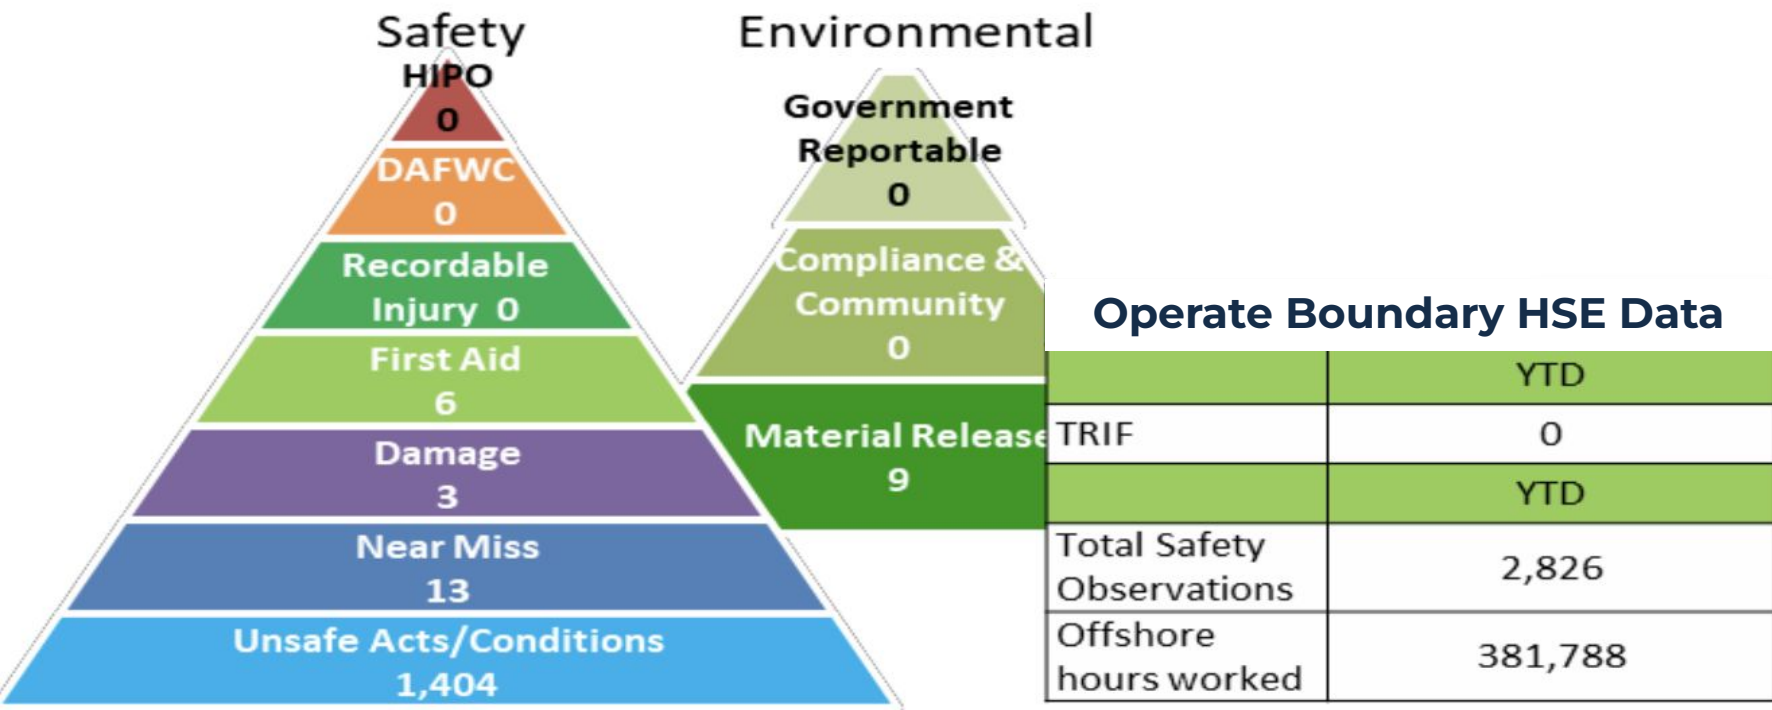 Safety
HIPO
0
DAFWC
0
Recordable
Injury 0
First Aid
6
Damage
3
Near Miss
13
Unsafe Acts/Conditions
1,404
Environmental
Government
Reportable
0
Compliance &
Community
0
Material Release
9
Operate Boundary HSE Data
YTD
TRIF 0
YTD
Total Safety
Observations
2,826
Offshore
hours worked
381,788